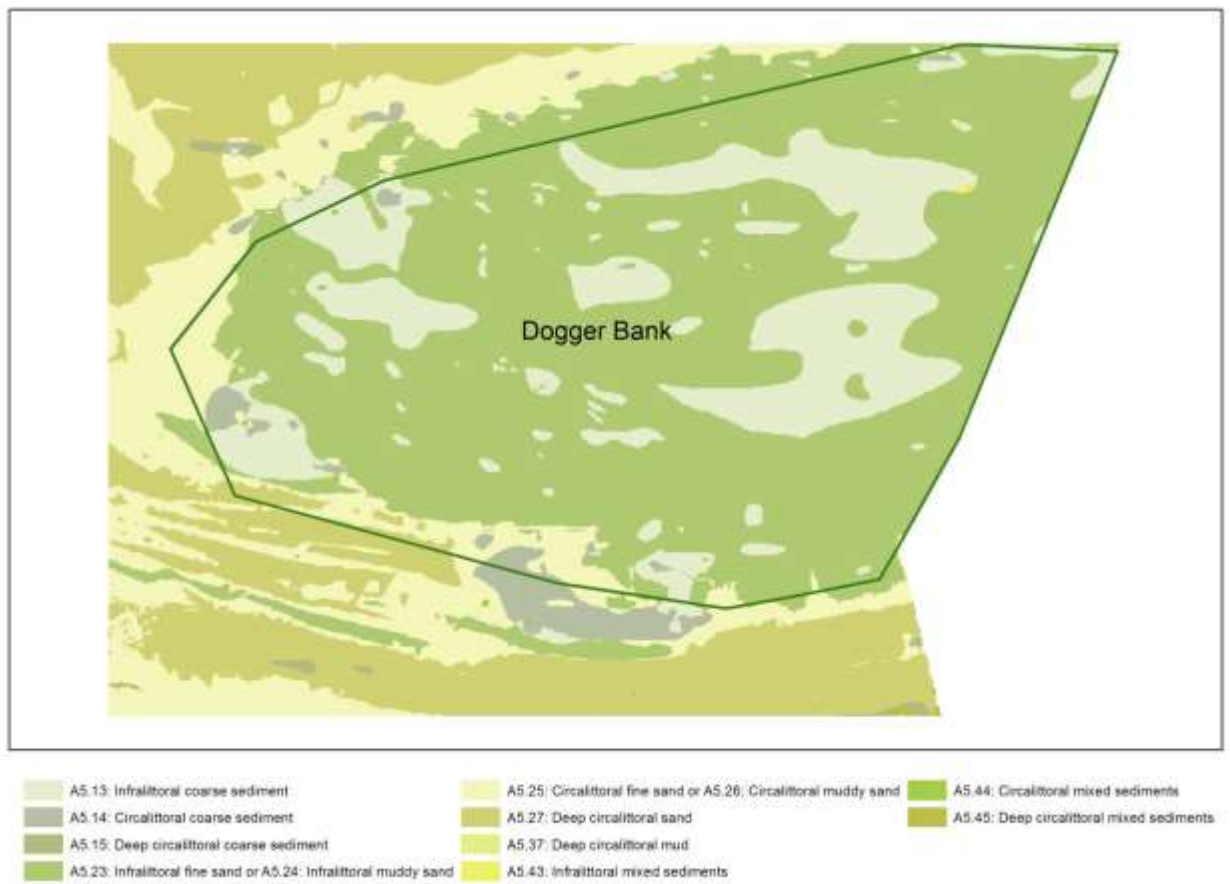 Dogger Bank
A5.13: Infralittoral coarse sediment
A5.14: Circalittoral coarse sediment
A5.15: Deep circalittoral coarse sediment
A5.23: Infralittoral fine sand or A5.24: Infralittoral muddy sand
A5.25: Circalittoral fine sand or A5.26: Circalittoral muddy sand
A5.27: Deep circalittoral sand
A5.37: Deep circalittoral mud
A5.43: Infralittoral mixed sediments
A5.44: Circalittoral mixed sediments
A5.45: Deep circalittoral mixed sediments